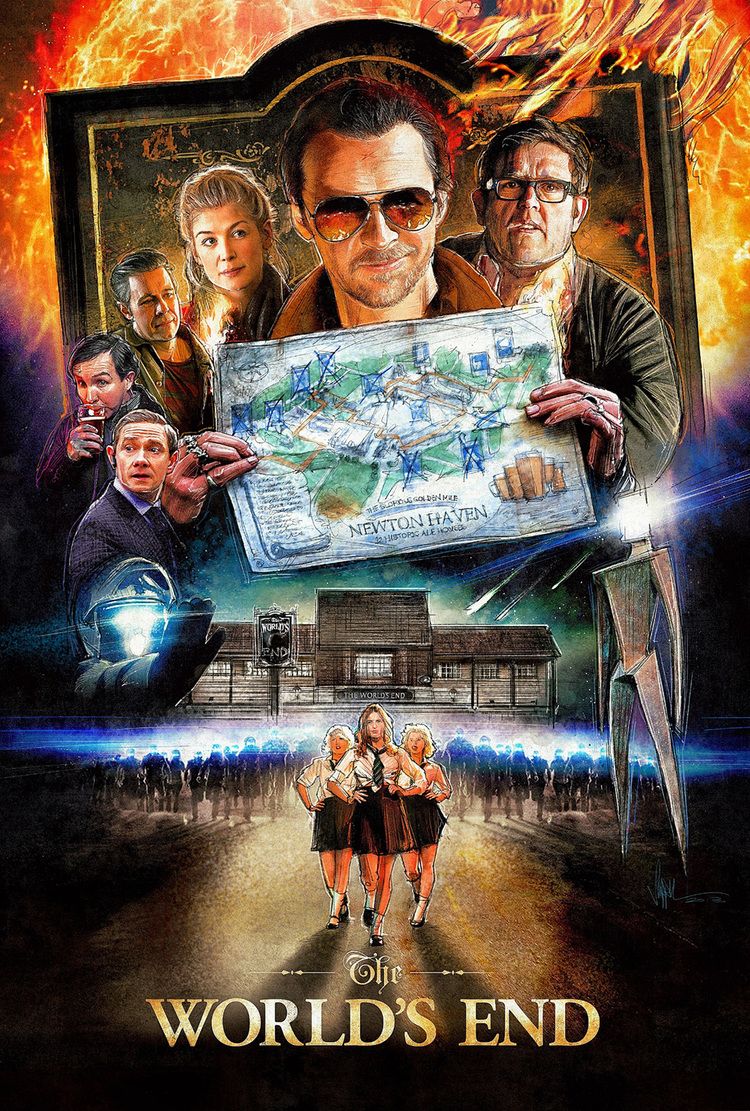 THE GLORIOUS GOLDEN MILE
NEWTON HAVEN
12 HISTORIC ALE HOUSES
The
WORLD'S
END
THE WORLD'S END
The
WORLD'S END